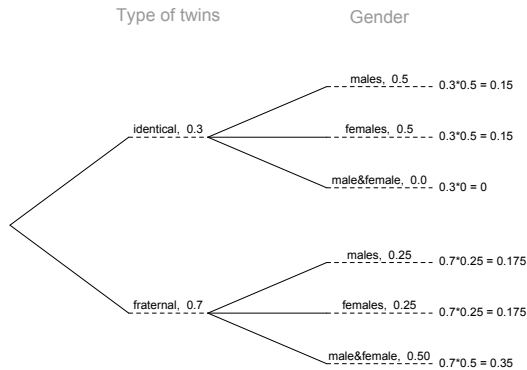 Type of twins Gender
males, 0.5 0.3*0.5 = 0.15
identical, 0.3 females, 0.5 0.3*0.5 = 0.15
male&female, 0.0 0.3*0 = 0
males, 0.25 0.7*0.25 = 0.175
fraternal, 0.7 females, 0.25 0.7*0.25 = 0.175
male&female, 0.50 0.7*0.5 = 0.35